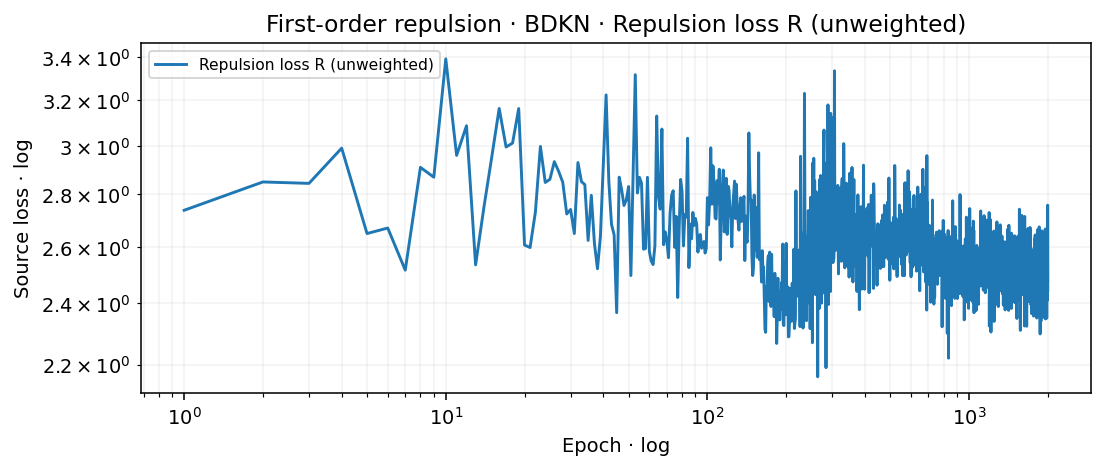 First-order repulsion · BDKN · Repulsion loss R (unweighted)
Repulsion loss R (unweighted)
Source loss · log
3.4 × 10⁰
3.2 × 10⁰
3 × 10⁰
2.8 × 10⁰
2.6 × 10⁰
2.4 × 10⁰
2.2 × 10⁰
10⁰ 10¹ 10² 10³
Epoch · log